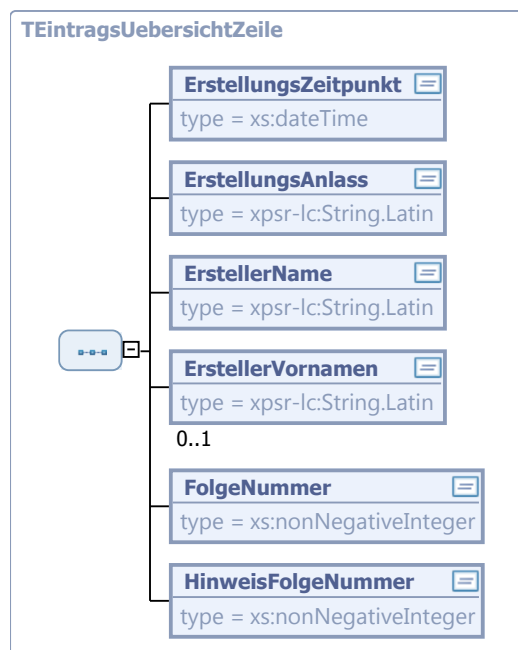 TEintragsUebersichtZeile
ErstellungsZeitpunkt
type = xs:dateTime
ErstellungsAnlass
type = xpsr-lc:String.Latin
ErstellerName
type = xpsr-lc:String.Latin
ErstellerVornamen
type = xpsr-lc:String.Latin
0..1
FolgeNummer
type = xs:nonNegativeInteger
HinweisFolgeNummer
type = xs:nonNegativeInteger